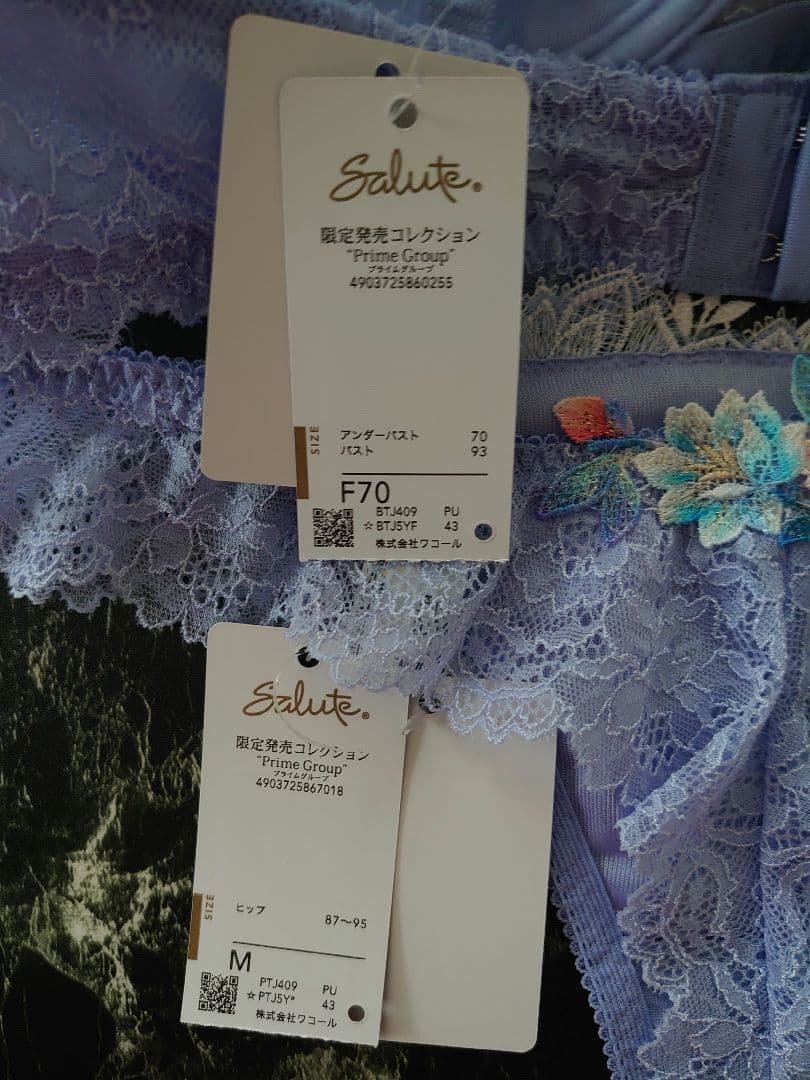 Salute®
限定発売コレクション
"Prime Group"
プライムグループ
4903725860255
SIZE
アンダーバスト 70
バスト 93
F70
BTJ409 PU
☆BTJ5YF 43
株式会社ワコール
Salute®
限定発売コレクション
"Prime Group"
プライムグループ
4903725867018
SIZE
ヒップ 87～95
M
PTJ409 PU
☆PTJ5Y* 43
株式会社ワコール